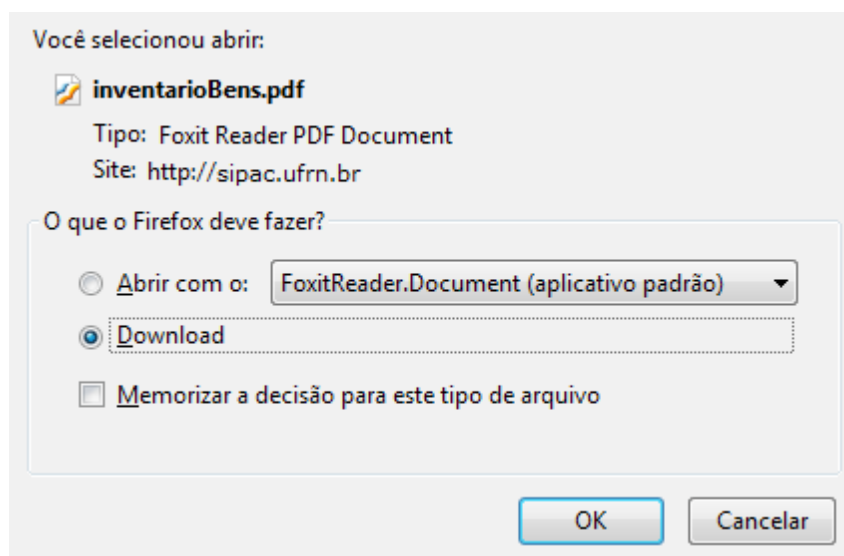 Você selecionou abrir:
inventarioBens.pdf
Tipo: Foxit Reader PDF Document
Site: http://sipac.ufrn.br
O que o Firefox deve fazer?
Abrir com o: FoxitReader.Document (aplicativo padrão)
Download
Memorizar a decisão para este tipo de arquivo
OK Cancelar